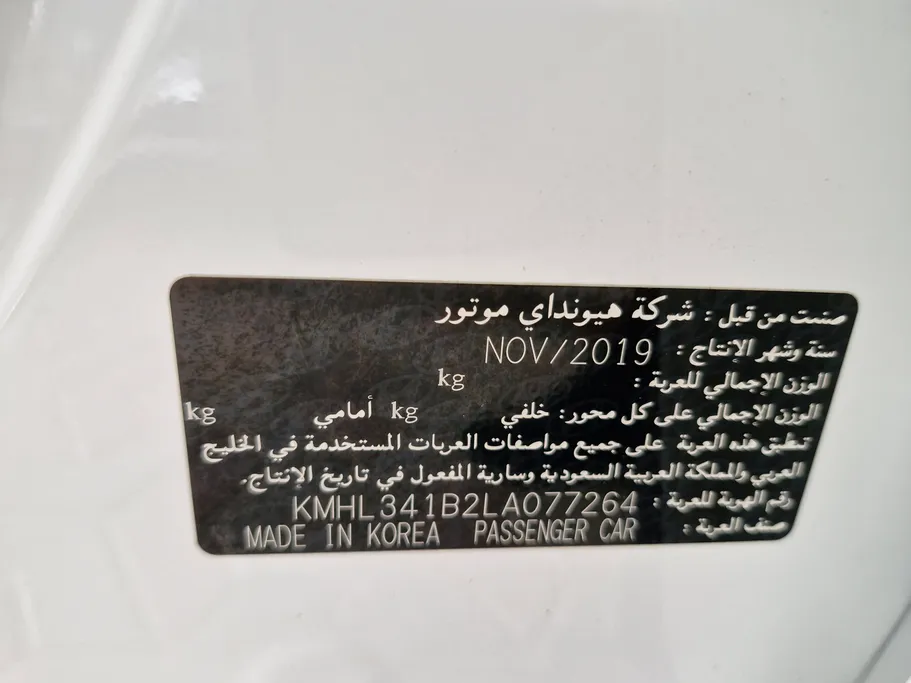 صنعت من قبل : شركة هيونداي موتور
سنة وشهر الإنتاج : NOV/2019
الوزن الإجمالي للعربة : kg
الوزن الإجمالي على كل محور: خلفي kg أمامي kg
تنطبق هذه العربة على جميع مواصفات العربات المستخدمة في الخليج
العربي والمملكة العربية السعودية وسارية المفعول في تاريخ الإنتاج.
رقم الهوية للعربة : KMHL341B2LA077264
صنف العربة : MADE IN KOREA PASSENGER CAR